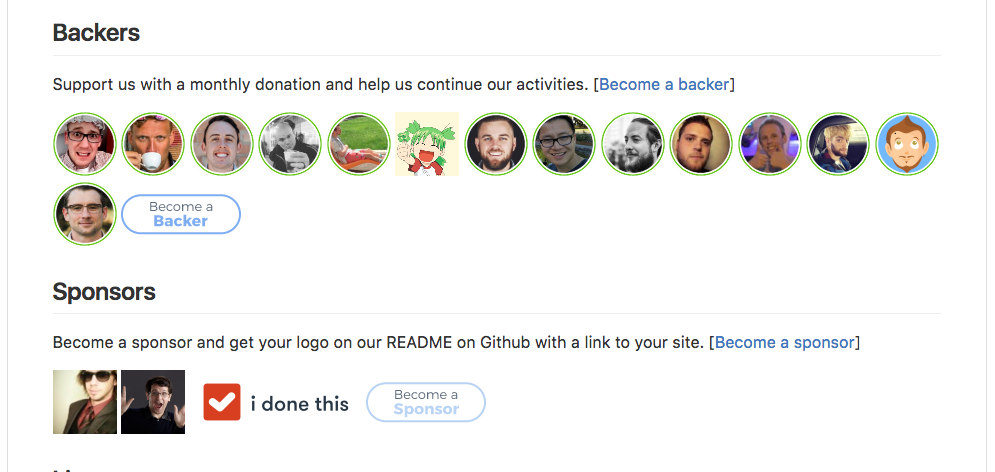 Backers
Support us with a monthly donation and help us continue our activities. [Become a backer]
Become a
Backer
Sponsors
Become a sponsor and get your logo on our README on Github with a link to your site. [Become a sponsor]
i done this
Become a
Sponsor